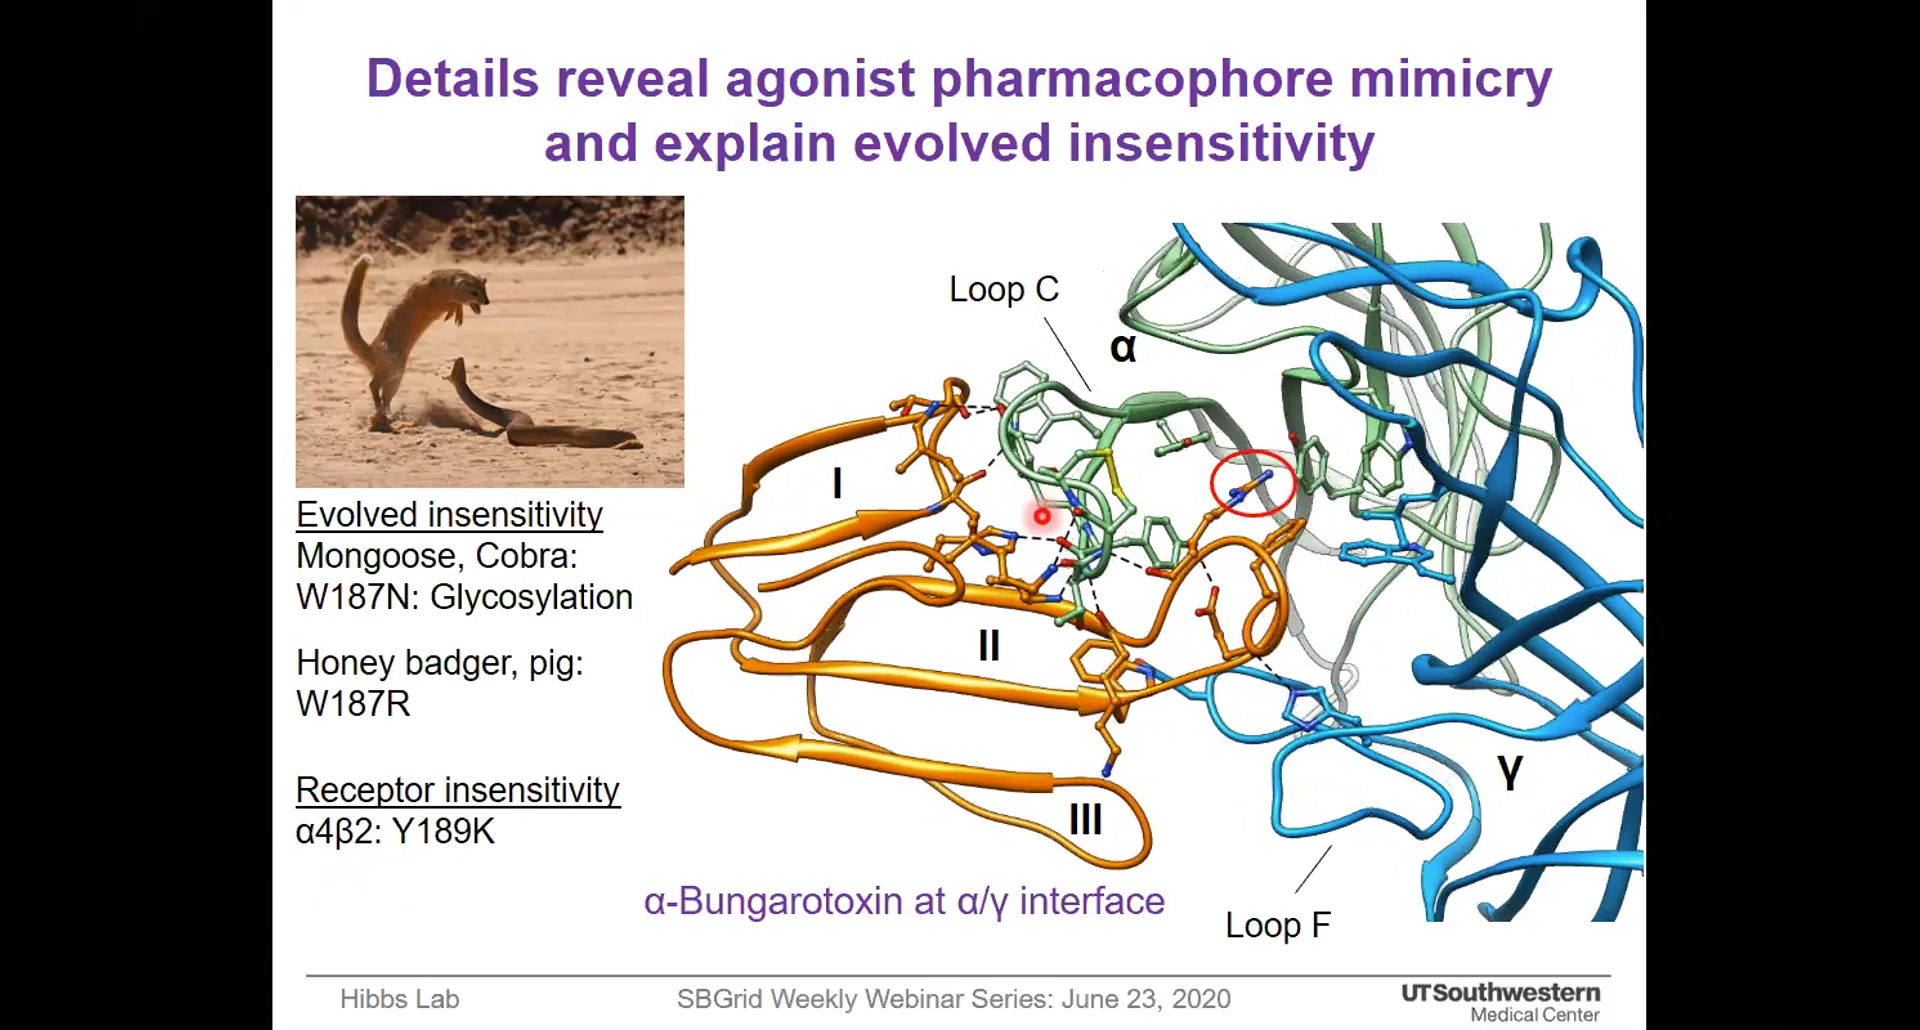 Details reveal agonist pharmacophore mimicry
and explain evolved insensitivity
Loop C
α
I
II
III
γ
Loop F
Evolved insensitivity
Mongoose, Cobra:
W187N: Glycosylation
Honey badger, pig:
W187R
Receptor insensitivity
α4β2: Y189K
α-Bungarotoxin at α/γ interface
Hibbs Lab
SBGrid Weekly Webinar Series: June 23, 2020
UTSouthwestern
Medical Center